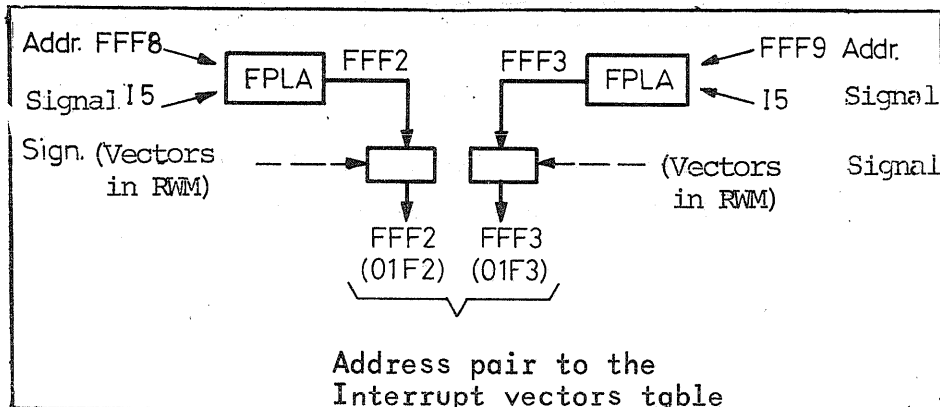 Addr. FFF8
FPLA
FFF2
FFF3
FPLA
FFF9 Addr.
Signal I5
I5 Signal
Sign. (Vectors
in RWM)
(Vectors
in RWM)
Signal
FFF2
(01F2)
FFF3
(01F3)
Address pair to the
Interrupt vectors table